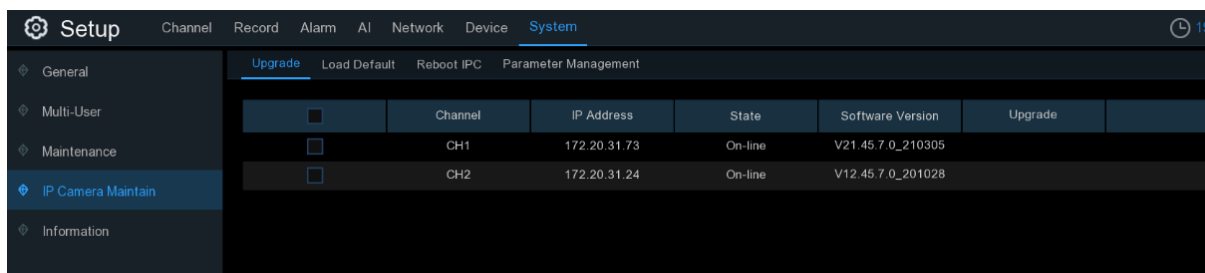 Setup Channel Record Alarm AI Network Device System
General
Multi-User
Maintenance
IP Camera Maintain
Information
Upgrade Load Default Reboot IPC Parameter Management
Channel IP Address State Software Version Upgrade
CH1 172.20.31.73 On-line V21.45.7.0_210305
CH2 172.20.31.24 On-line V12.45.7.0_201028